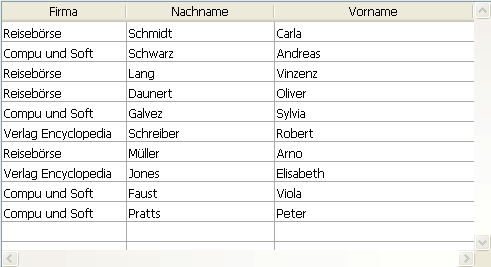 Firma Nachname Vorname
Reisebörse Schmidt Carla
Compu und Soft Schwarz Andreas
Reisebörse Lang Vinzenz
Reisebörse Daunert Oliver
Compu und Soft Galvez Sylvia
Verlag Encyclopedia Schreiber Robert
Reisebörse Müller Arno
Verlag Encyclopedia Jones Elisabeth
Compu und Soft Faust Viola
Compu und Soft Pratts Peter